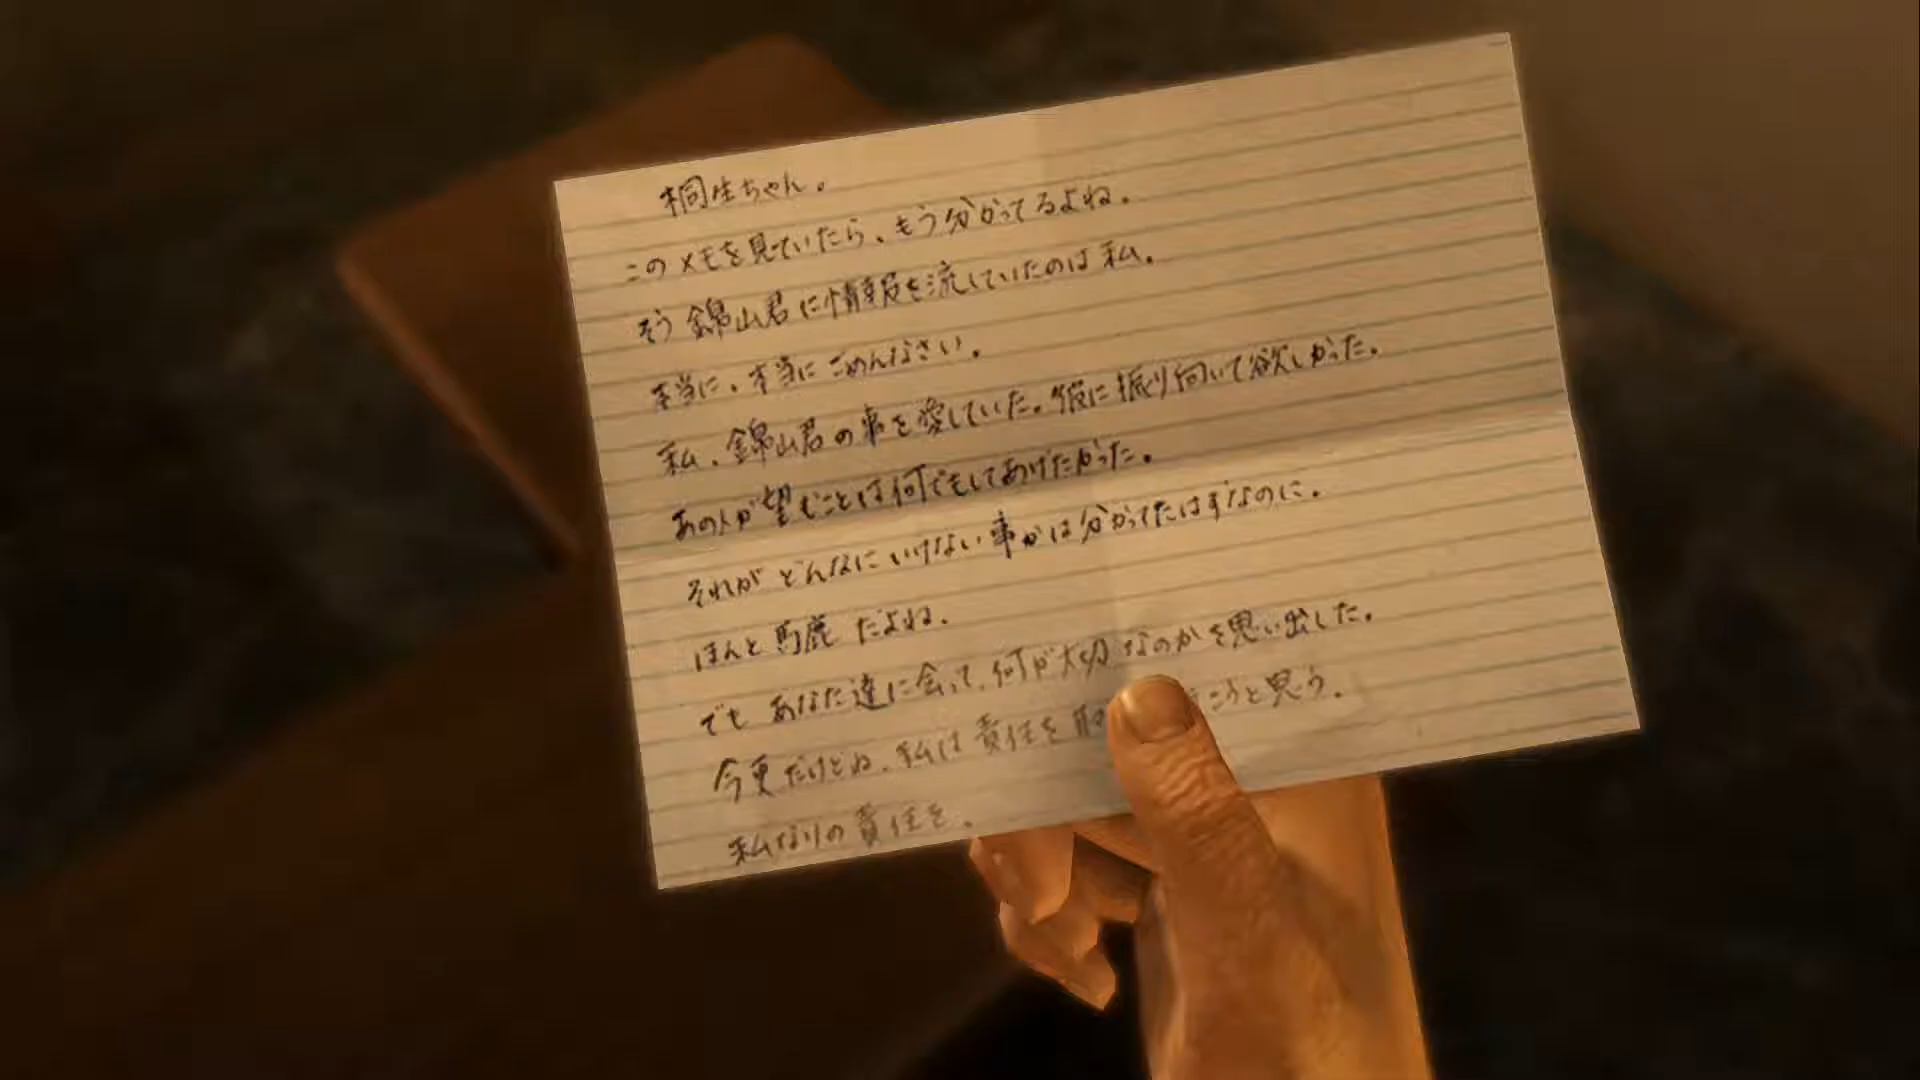 桐生ちゃん。
このメモを見ていたら、もう分かってるよね。
そう 錦山君に情報を流していたのは 私。
本当に、本当に ごめんなさい。
私、錦山君の事を愛していた。彼に振り向いて欲しかった。
あの人が望むことは何でもしてあげたかった。
それが どんなに いけない事かは 分かってたはずなのに。
ほんと馬鹿 だよね。
でも あなた達に会って、何が大切 なのかを思い出した。
今更だけどね、私は 責任を取 こうと思う。
私なりの責任を。